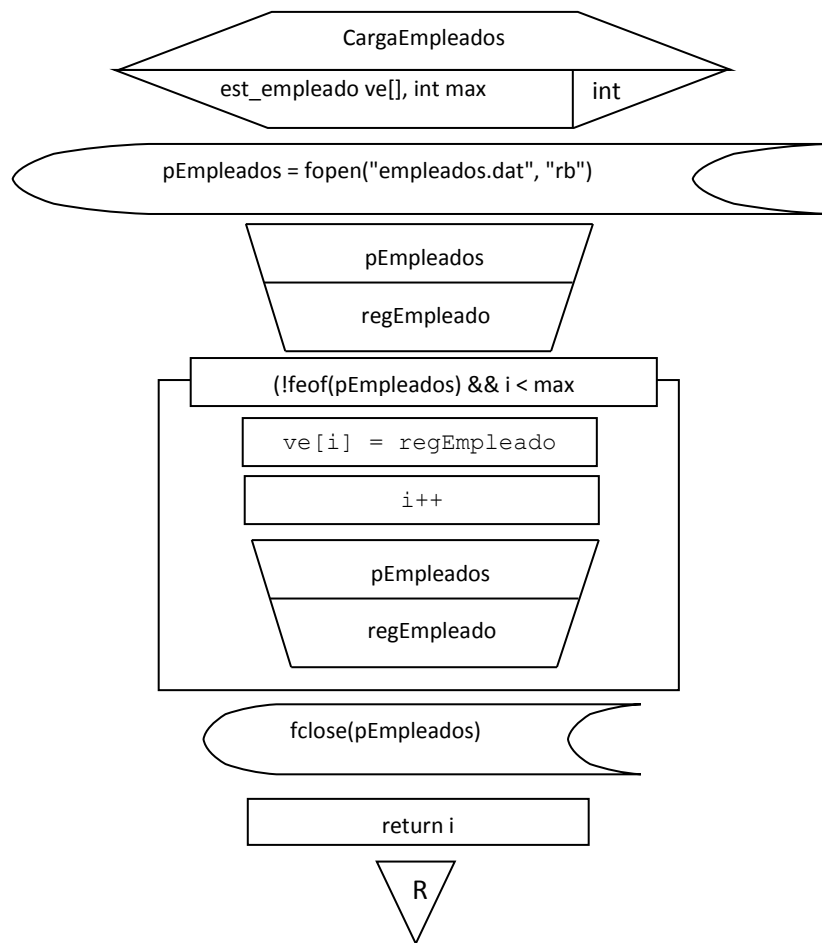 CargaEmpleados
est_empleado ve[], int max
int
pEmpleados = fopen("empleados.dat", "rb")
pEmpleados
regEmpleado
(!feof(pEmpleados) && i < max
ve[i] = regEmpleado
i++
pEmpleados
regEmpleado
fclose(pEmpleados)
return i
R